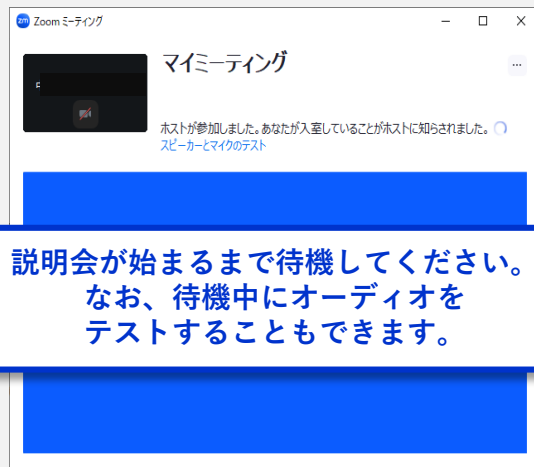 zm Zoom ミーティング
マイミーティング
ホストが参加しました。あなたが入室していることがホストに知らされました。
スピーカーとマイクのテスト
説明会が始まるまで待機してください。
なお、待機中にオーディオを
テストすることもできます。